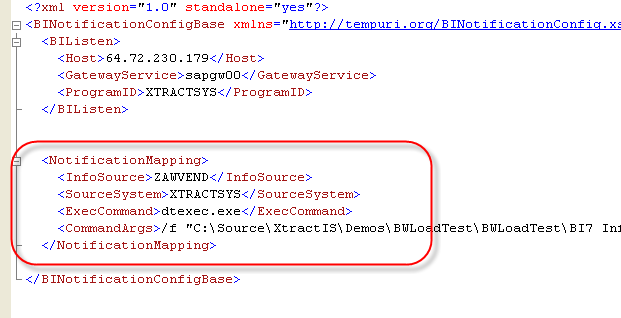 <?xml version="1.0" standalone="yes"?>
<BINotificationConfigBase xmlns="http://tempuri.org/BINotificationConfig.xs
<BIListen>
<Host>64.72.230.179</Host>
<GatewayService>sapgw00</GatewayService>
<ProgramID>XTRACTSYS</ProgramID>
</BIListen>
<NotificationMapping>
<InfoSource>ZAWVEND</InfoSource>
<SourceSystem>XTRACTSYS</SourceSystem>
<ExecCommand>dtexec.exe</ExecCommand>
<CommandArgs>/f "C:\Source\XtractIS\Demos\BWLoadTest\BWLoadTest\BI7 In
</NotificationMapping>
</BINotificationConfigBase>